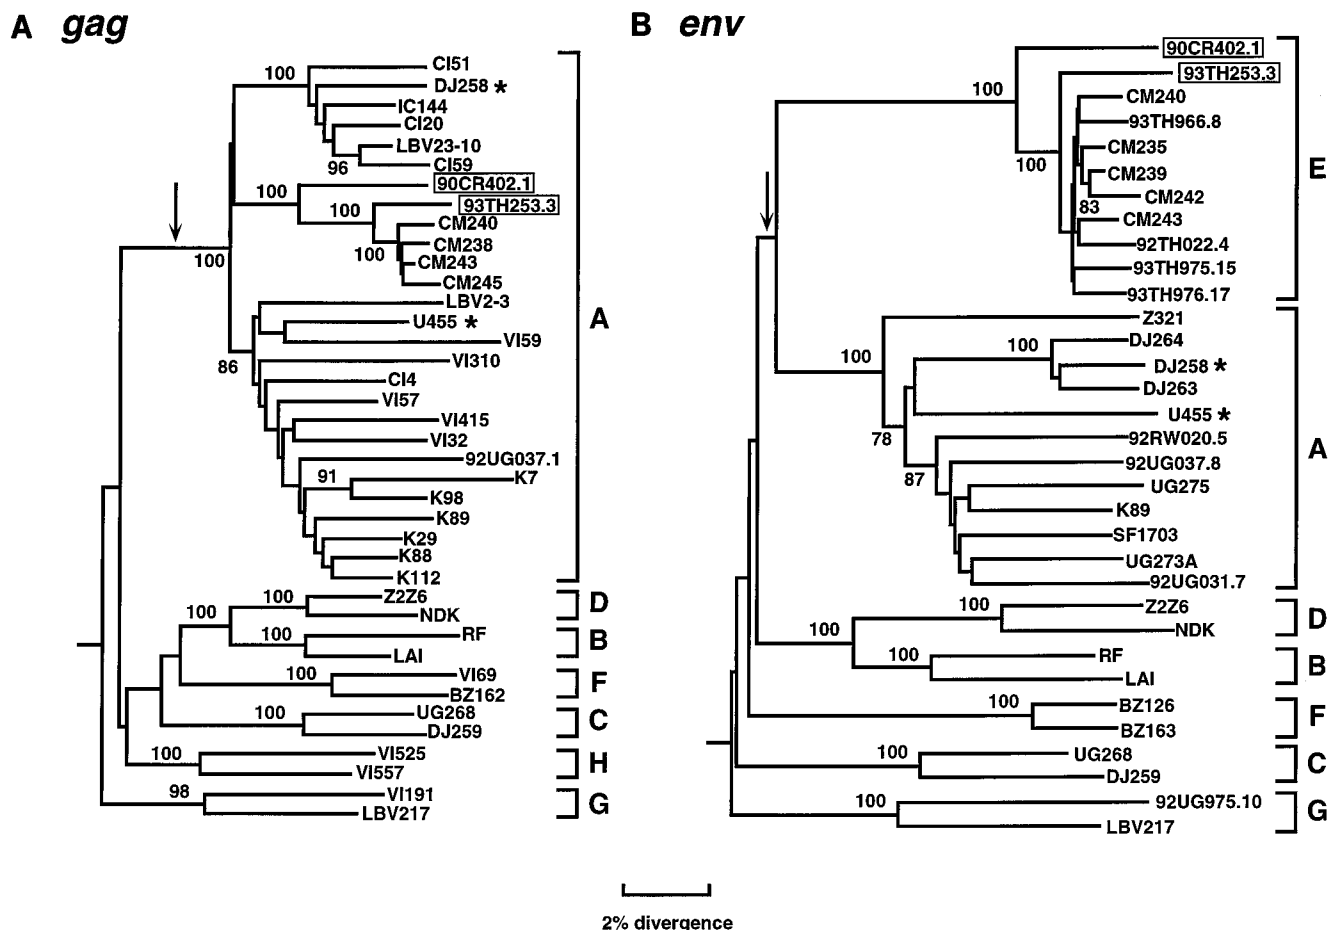 A gag
100
CI51
DJ258 *
IC144
CI20
LBV23-10
96
CI59
100
90CR402.1
100
93TH253.3
CM240
CM238
100
CM243
CM245
100
LBV2-3
U455 *
VI59
86
VI310
CI4
VI57
VI415
VI32
92UG037.1
91
K7
K98
K89
K29
K88
K112
A
100
Z2Z6
NDK
D
100
100
RF
LAI
B
100
VI69
BZ162
F
100
UG268
DJ259
C
100
VI525
VI557
H
98
VI191
LBV217
G
B env
90CR402.1
93TH253.3
100
CM240
93TH966.8
CM235
100
CM239
CM242
83
CM243
92TH022.4
93TH975.15
93TH976.17
E
Z321
100
100
DJ264
DJ258 *
DJ263
U455 *
78
92RW020.5
87
92UG037.8
UG275
K89
SF1703
UG273A
92UG031.7
A
100
Z2Z6
NDK
D
100
100
RF
LAI
B
100
BZ126
BZ163
F
100
UG268
DJ259
C
100
92UG975.10
LBV217
G
2% divergence